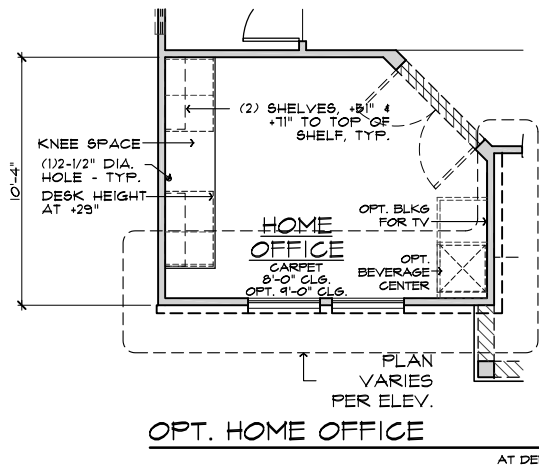 (2) SHELVES, +51" &
+71" TO TOP OF
SHELF, TYP.
KNEE SPACE
(1)2-1/2" DIA.
HOLE - TYP.
DESK HEIGHT
AT +29"
10'-4"
OPT. BLKG
FOR TV
HOME
OFFICE
CARPET
8'-0" CLG.
OPT. 9'-0" CLG.
OPT.
BEVERAGE
CENTER
PLAN
VARIES
PER ELEV.
OPT. HOME OFFICE
AT